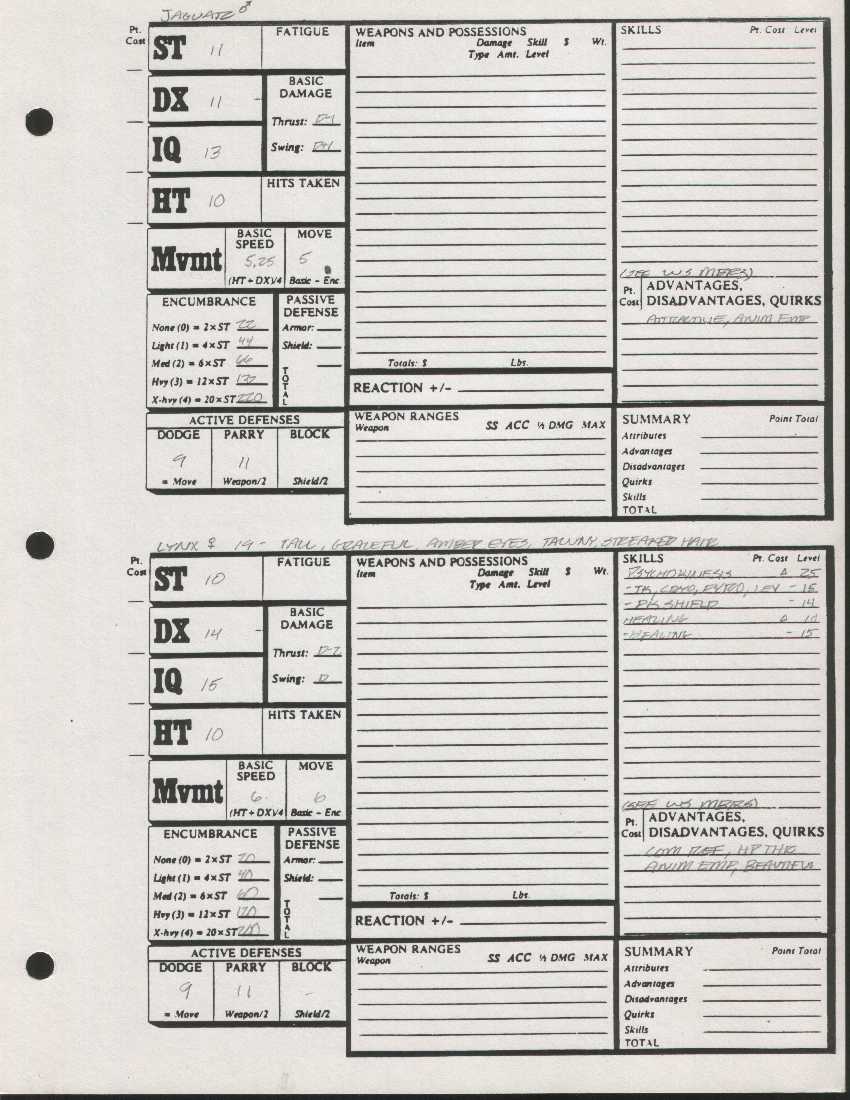 JAGUAR ♂
Pt. Cost
ST 11
FATIGUE
DX 11
BASIC DAMAGE
Thrust: D-1
Swing: D+1
IQ 13
HT 10
HITS TAKEN
Mvmt
BASIC SPEED 5.25
(HT + DX)/4
MOVE 5
Basic - Enc
ENCUMBRANCE
None (0) = 2 x ST 22
Light (1) = 4 x ST 44
Med (2) = 6 x ST 66
Hvy (3) = 12 x ST 132
X-hvy (4) = 20 x ST 220
PASSIVE DEFENSE
Armor:
Shield:
TOTAL
ACTIVE DEFENSES
DODGE PARRY BLOCK
9 11
= Move Weapon/2 Shield/2
WEAPONS AND POSSESSIONS
Item Damage Skill $ Wt.
Type Amt. Level
Totals: $ Lbs.
REACTION +/-
WEAPON RANGES
Weapon SS ACC ½ DMG MAX
SKILLS Pt. Cost Level
(SEE WS MBRS)
Pt. Cost
ADVANTAGES, DISADVANTAGES, QUIRKS
ATTRACTIVE, ANIM EMP
SUMMARY Point Total
Attributes
Advantages
Disadvantages
Quirks
Skills
TOTAL
LYNX ♀ 19 - TALL, GRACEFUL, AMBER EYES, TAWNY, STREAKED HAIR
Pt. Cost
ST 10
FATIGUE
DX 14
BASIC DAMAGE
Thrust: D-2
Swing: D
IQ 15
HT 10
HITS TAKEN
Mvmt
BASIC SPEED 6.
(HT + DX)/4
MOVE 6
Basic - Enc
ENCUMBRANCE
None (0) = 2 x ST 20
Light (1) = 4 x ST 40
Med (2) = 6 x ST 60
Hvy (3) = 12 x ST 120
X-hvy (4) = 20 x ST 200
PASSIVE DEFENSE
Armor:
Shield:
TOTAL
ACTIVE DEFENSES
DODGE PARRY BLOCK
9 11 -
= Move Weapon/2 Shield/2
WEAPONS AND POSSESSIONS
Item Damage Skill $ Wt.
Type Amt. Level
Totals: $ Lbs.
REACTION +/-
WEAPON RANGES
Weapon SS ACC ½ DMG MAX
SKILLS Pt. Cost Level
PSYCHOKINESIS 25
- TK, CRYO, PYRO, LEV - 15
- PK SHIELD - 14
HEALING
- HEALING - 15
(SEE WS MBRS)
Pt. Cost
ADVANTAGES, DISADVANTAGES, QUIRKS
COM REF, HP THR
ANIM EMP, BEAUTIFUL
SUMMARY Point Total
Attributes
Advantages
Disadvantages
Quirks
Skills
TOTAL